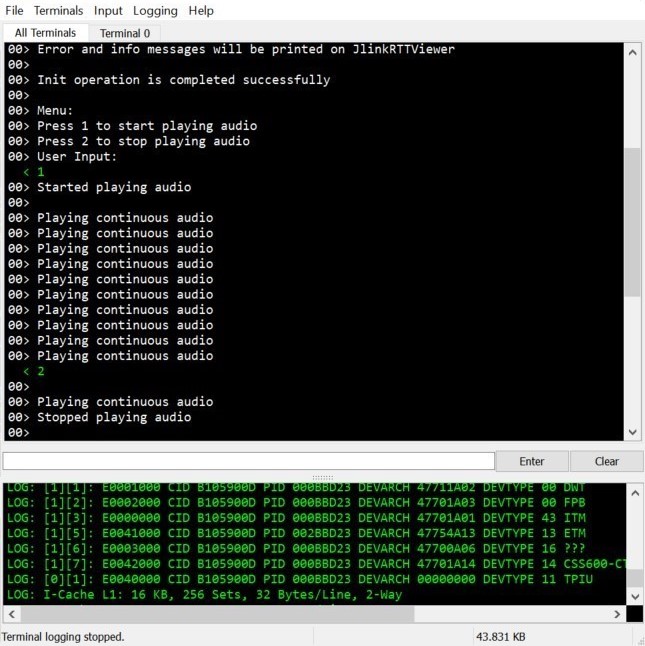 File Terminals Input Logging Help
All Terminals Terminal 0
00> Error and info messages will be printed on JlinkRTTViewer
00>
00> Init operation is completed successfully
00>
00> Menu:
00> Press 1 to start playing audio
00> Press 2 to stop playing audio
00> User Input:
< 1
00> Started playing audio
00>
00> Playing continuous audio
00> Playing continuous audio
00> Playing continuous audio
00> Playing continuous audio
00> Playing continuous audio
00> Playing continuous audio
00> Playing continuous audio
00> Playing continuous audio
00> Playing continuous audio
00> Playing continuous audio
< 2
00>
00> Playing continuous audio
00> Stopped playing audio
00>
Enter Clear
LOG: [1][1]: E0001000 CID B105900D PID 000BBD23 DEVARCH 47711A02 DEVTYPE 00 DWT
LOG: [1][2]: E0002000 CID B105900D PID 000BBD23 DEVARCH 47701A03 DEVTYPE 00 FPB
LOG: [1][3]: E0000000 CID B105900D PID 000BBD23 DEVARCH 47701A01 DEVTYPE 43 ITM
LOG: [1][5]: E0041000 CID B105900D PID 002BBD23 DEVARCH 47754A13 DEVTYPE 13 ETM
LOG: [1][6]: E0003000 CID B105900D PID 000BBD23 DEVARCH 47700A06 DEVTYPE 16 ???
LOG: [1][7]: E0042000 CID B105900D PID 000BBD23 DEVARCH 47701A14 DEVTYPE 14 CSS600-CT
LOG: [0][1]: E0040000 CID B105900D PID 000BBD23 DEVARCH 00000000 DEVTYPE 11 TPIU
LOG: I-Cache L1: 16 KB, 256 Sets, 32 Bytes/Line, 2-Way
Terminal logging stopped. 43.831 KB